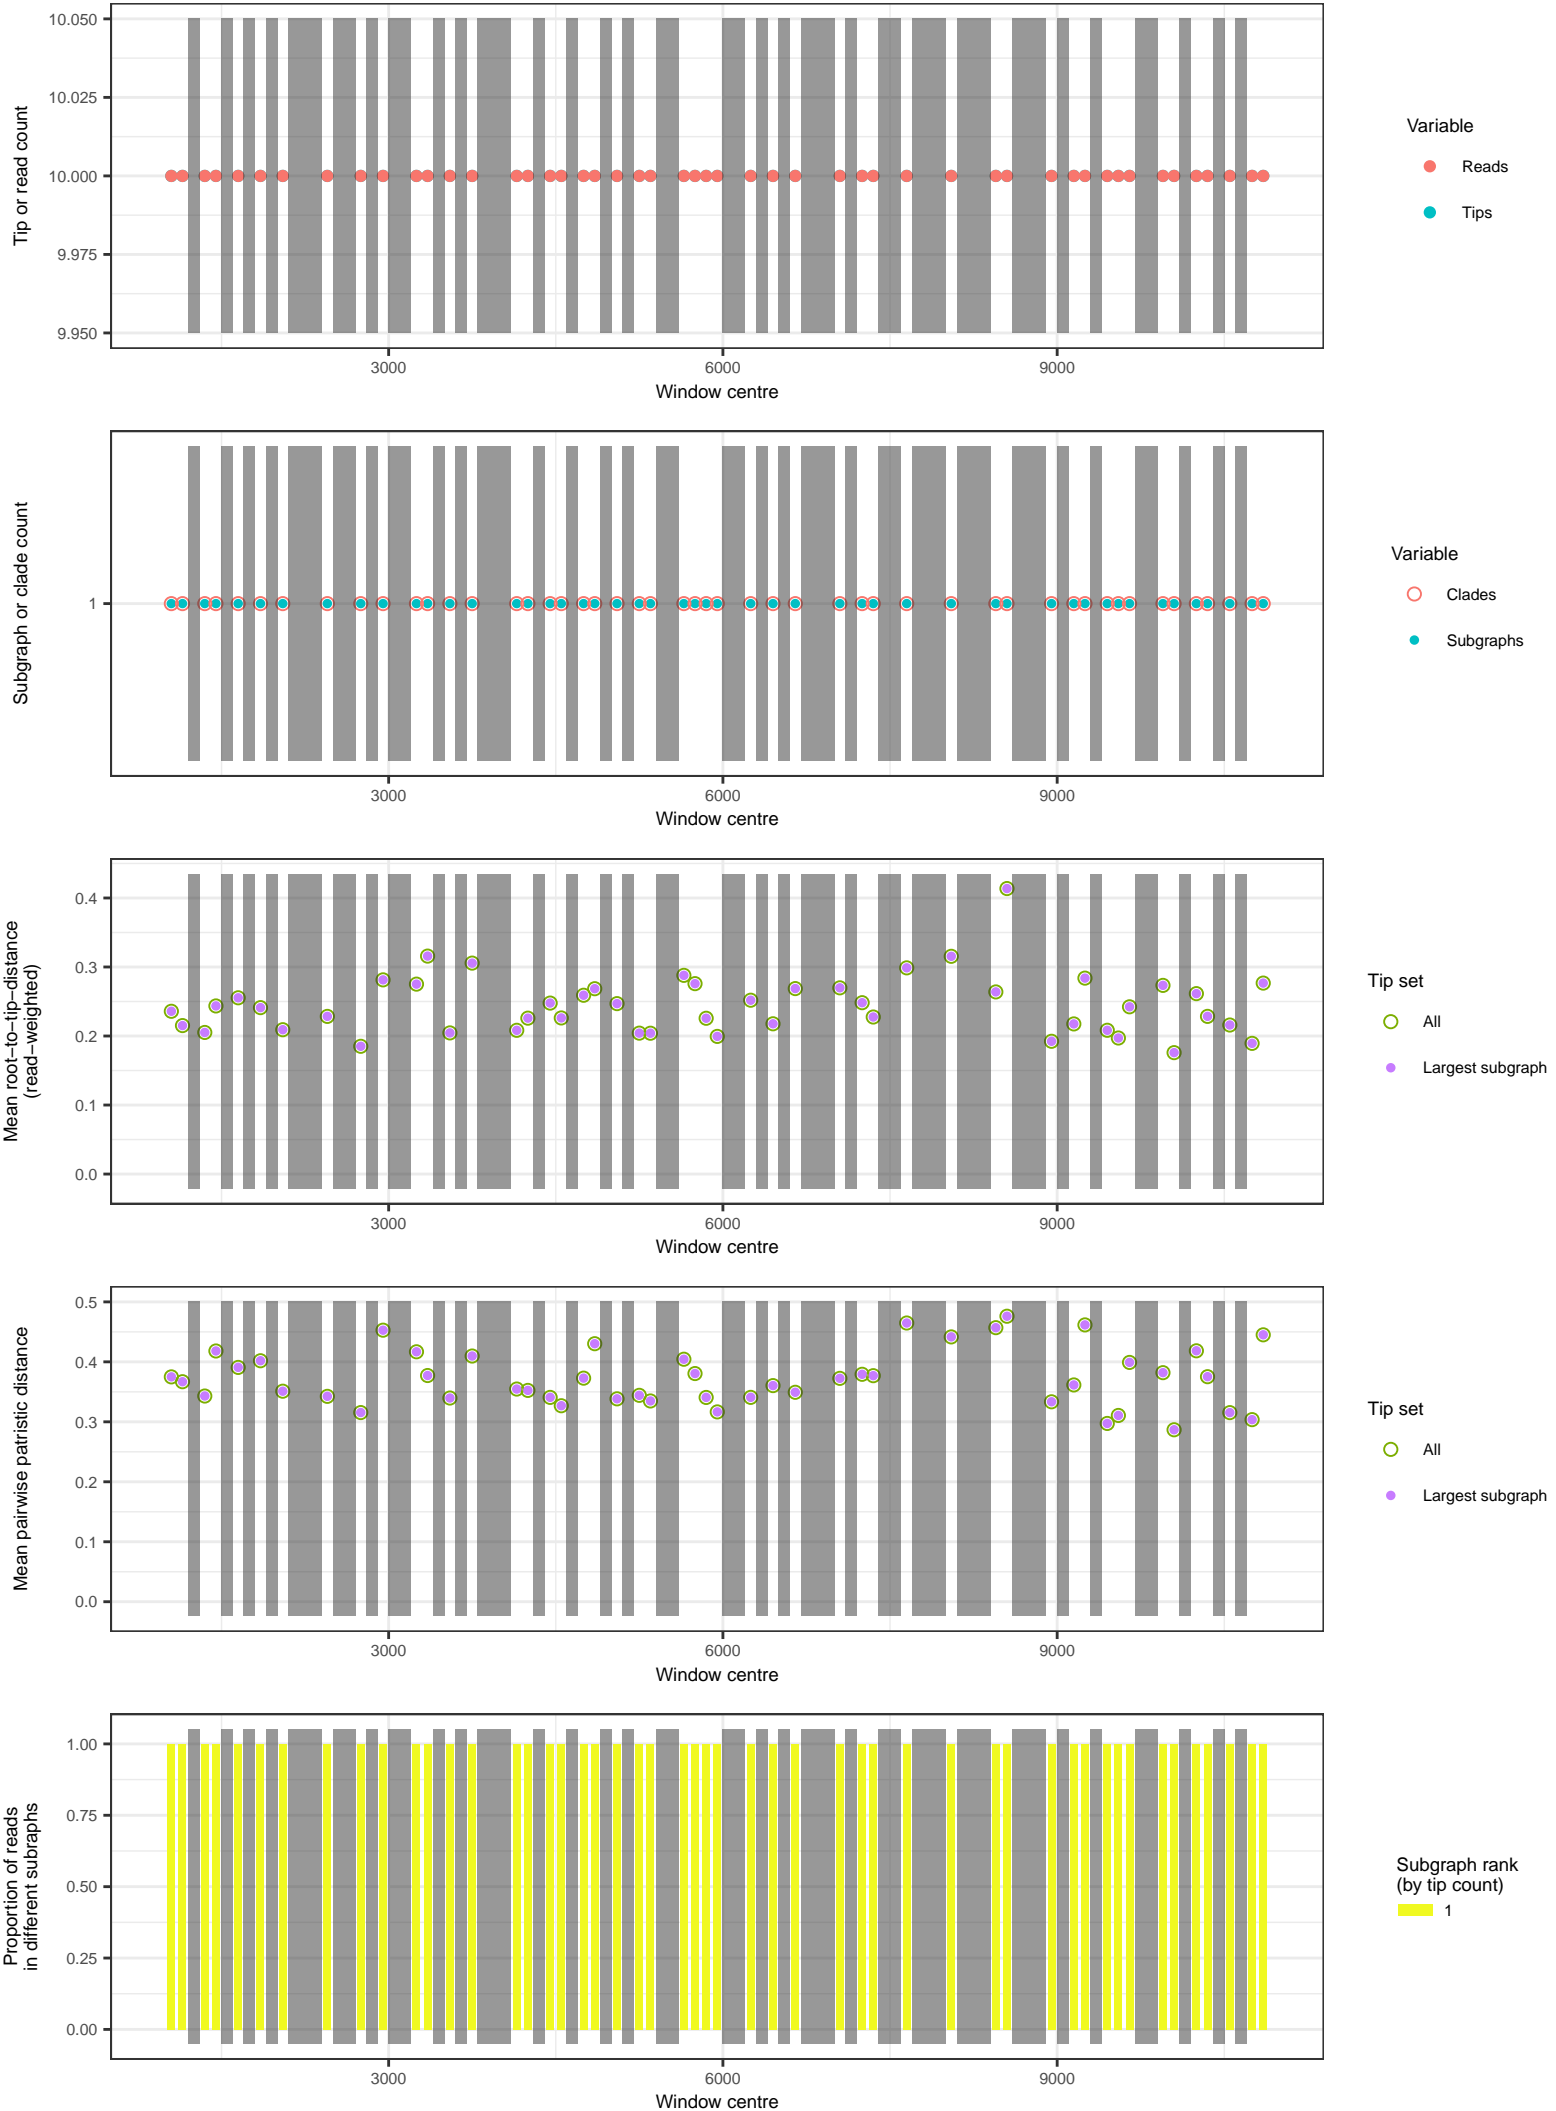 Tip or read count
10.050
10.025
10.000
9.975
9.950
3000
6000
9000
Window centre
Variable
Reads
Tips
Subgraph or clade count
1
3000
6000
9000
Window centre
Variable
Clades
Subgraphs
Mean root−to−tip−distance
(read−weighted)
0.4
0.3
0.2
0.1
0.0
3000
6000
9000
Window centre
Tip set
All
Largest subgraph
Mean pairwise patristic distance
0.5
0.4
0.3
0.2
0.1
0.0
3000
6000
9000
Window centre
Tip set
All
Largest subgraph
Proportion of reads
in different subraphs
1.00
0.75
0.50
0.25
0.00
3000
6000
9000
Window centre
Subgraph rank
(by tip count)
1